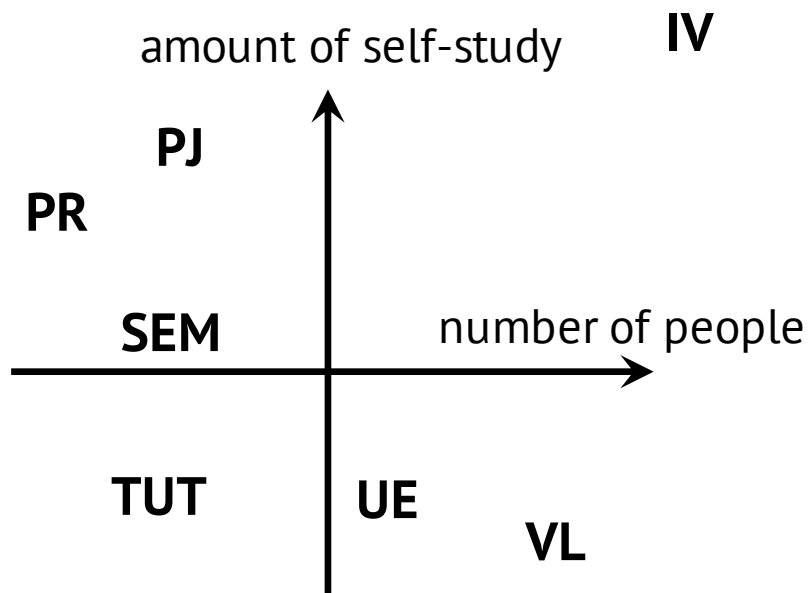 IV
amount of self-study
PJ
PR
SEM
number of people
TUT
UE
VL